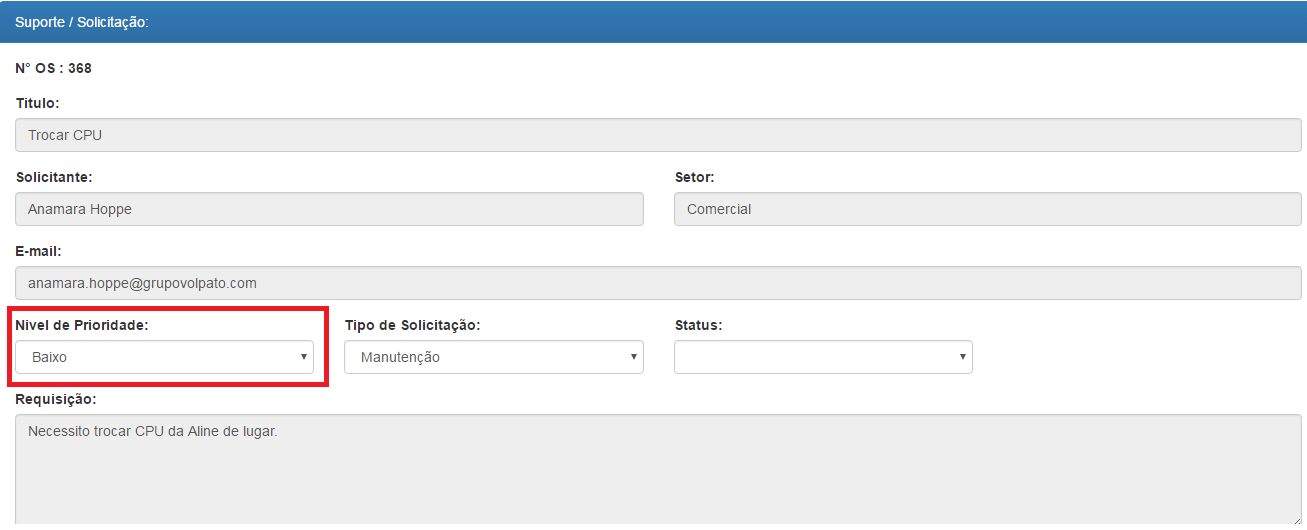 Suporte / Solicitação:
N° OS : 368
Titulo:
Trocar CPU
Solicitante:
Setor:
Anamara Hoppe
Comercial
E-mail:
anamara.hoppe@grupovolpato.com
Nivel de Prioridade:
Tipo de Solicitação:
Status:
Baixo
Manutenção
Requisição:
Necessito trocar CPU da Aline de lugar.